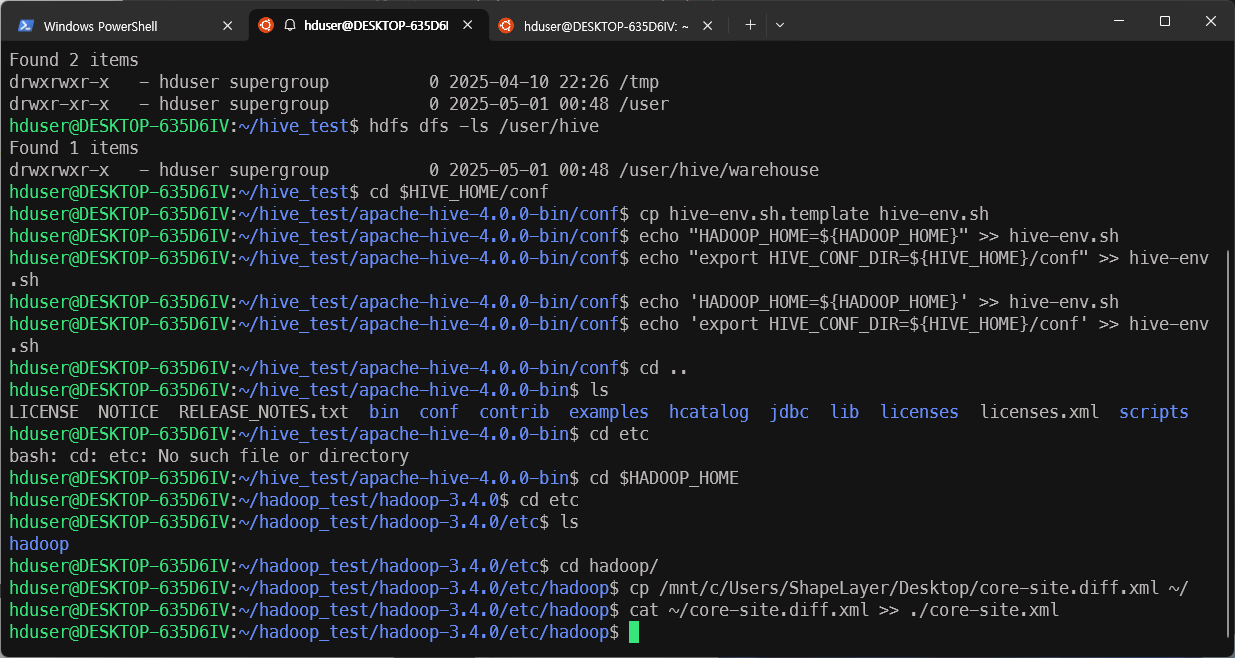 Windows PowerShell
hduser@DESKTOP-635D6I
hduser@DESKTOP-635D6IV: ~
Found 2 items
drwxrwxr-x   - hduser supergroup          0 2025-04-10 22:26 /tmp
drwxr-xr-x   - hduser supergroup          0 2025-05-01 00:48 /user
hduser@DESKTOP-635D6IV:~/hive_test$ hdfs dfs -ls /user/hive
Found 1 items
drwxrwxr-x   - hduser supergroup          0 2025-05-01 00:48 /user/hive/warehouse
hduser@DESKTOP-635D6IV:~/hive_test$ cd $HIVE_HOME/conf
hduser@DESKTOP-635D6IV:~/hive_test/apache-hive-4.0.0-bin/conf$ cp hive-env.sh.template hive-env.sh
hduser@DESKTOP-635D6IV:~/hive_test/apache-hive-4.0.0-bin/conf$ echo "HADOOP_HOME=${HADOOP_HOME}" >> hive-env.sh
hduser@DESKTOP-635D6IV:~/hive_test/apache-hive-4.0.0-bin/conf$ echo "export HIVE_CONF_DIR=${HIVE_HOME}/conf" >> hive-env
.sh
hduser@DESKTOP-635D6IV:~/hive_test/apache-hive-4.0.0-bin/conf$ echo 'HADOOP_HOME=${HADOOP_HOME}' >> hive-env.sh
hduser@DESKTOP-635D6IV:~/hive_test/apache-hive-4.0.0-bin/conf$ echo 'export HIVE_CONF_DIR=${HIVE_HOME}/conf' >> hive-env
.sh
hduser@DESKTOP-635D6IV:~/hive_test/apache-hive-4.0.0-bin/conf$ cd ..
hduser@DESKTOP-635D6IV:~/hive_test/apache-hive-4.0.0-bin$ ls
LICENSE  NOTICE  RELEASE_NOTES.txt  bin  conf  contrib  examples  hcatalog  jdbc  lib  licenses  licenses.xml  scripts
hduser@DESKTOP-635D6IV:~/hive_test/apache-hive-4.0.0-bin$ cd etc
bash: cd: etc: No such file or directory
hduser@DESKTOP-635D6IV:~/hive_test/apache-hive-4.0.0-bin$ cd $HADOOP_HOME
hduser@DESKTOP-635D6IV:~/hadoop_test/hadoop-3.4.0$ cd etc
hduser@DESKTOP-635D6IV:~/hadoop_test/hadoop-3.4.0/etc$ ls
hadoop
hduser@DESKTOP-635D6IV:~/hadoop_test/hadoop-3.4.0/etc$ cd hadoop/
hduser@DESKTOP-635D6IV:~/hadoop_test/hadoop-3.4.0/etc/hadoop$ cp /mnt/c/Users/ShapeLayer/Desktop/core-site.diff.xml ~/
hduser@DESKTOP-635D6IV:~/hadoop_test/hadoop-3.4.0/etc/hadoop$ cat ~/core-site.diff.xml >> ./core-site.xml
hduser@DESKTOP-635D6IV:~/hadoop_test/hadoop-3.4.0/etc/hadoop$